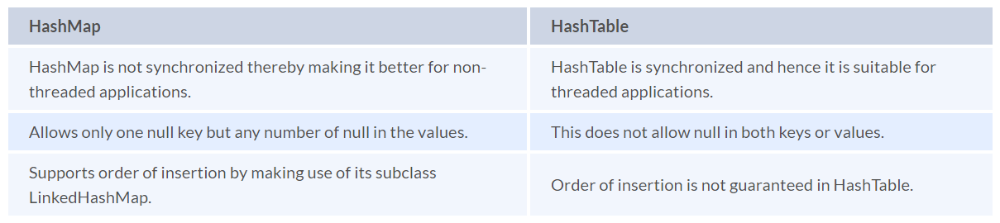 HashMap
HashTable
HashMap is not synchronized thereby making it better for non-
threaded applications.
HashTable is synchronized and hence it is suitable for
threaded applications.
Allows only one null key but any number of null in the values.
This does not allow null in both keys or values.
Supports order of insertion by making use of its subclass
LinkedHashMap.
Order of insertion is not guaranteed in HashTable.